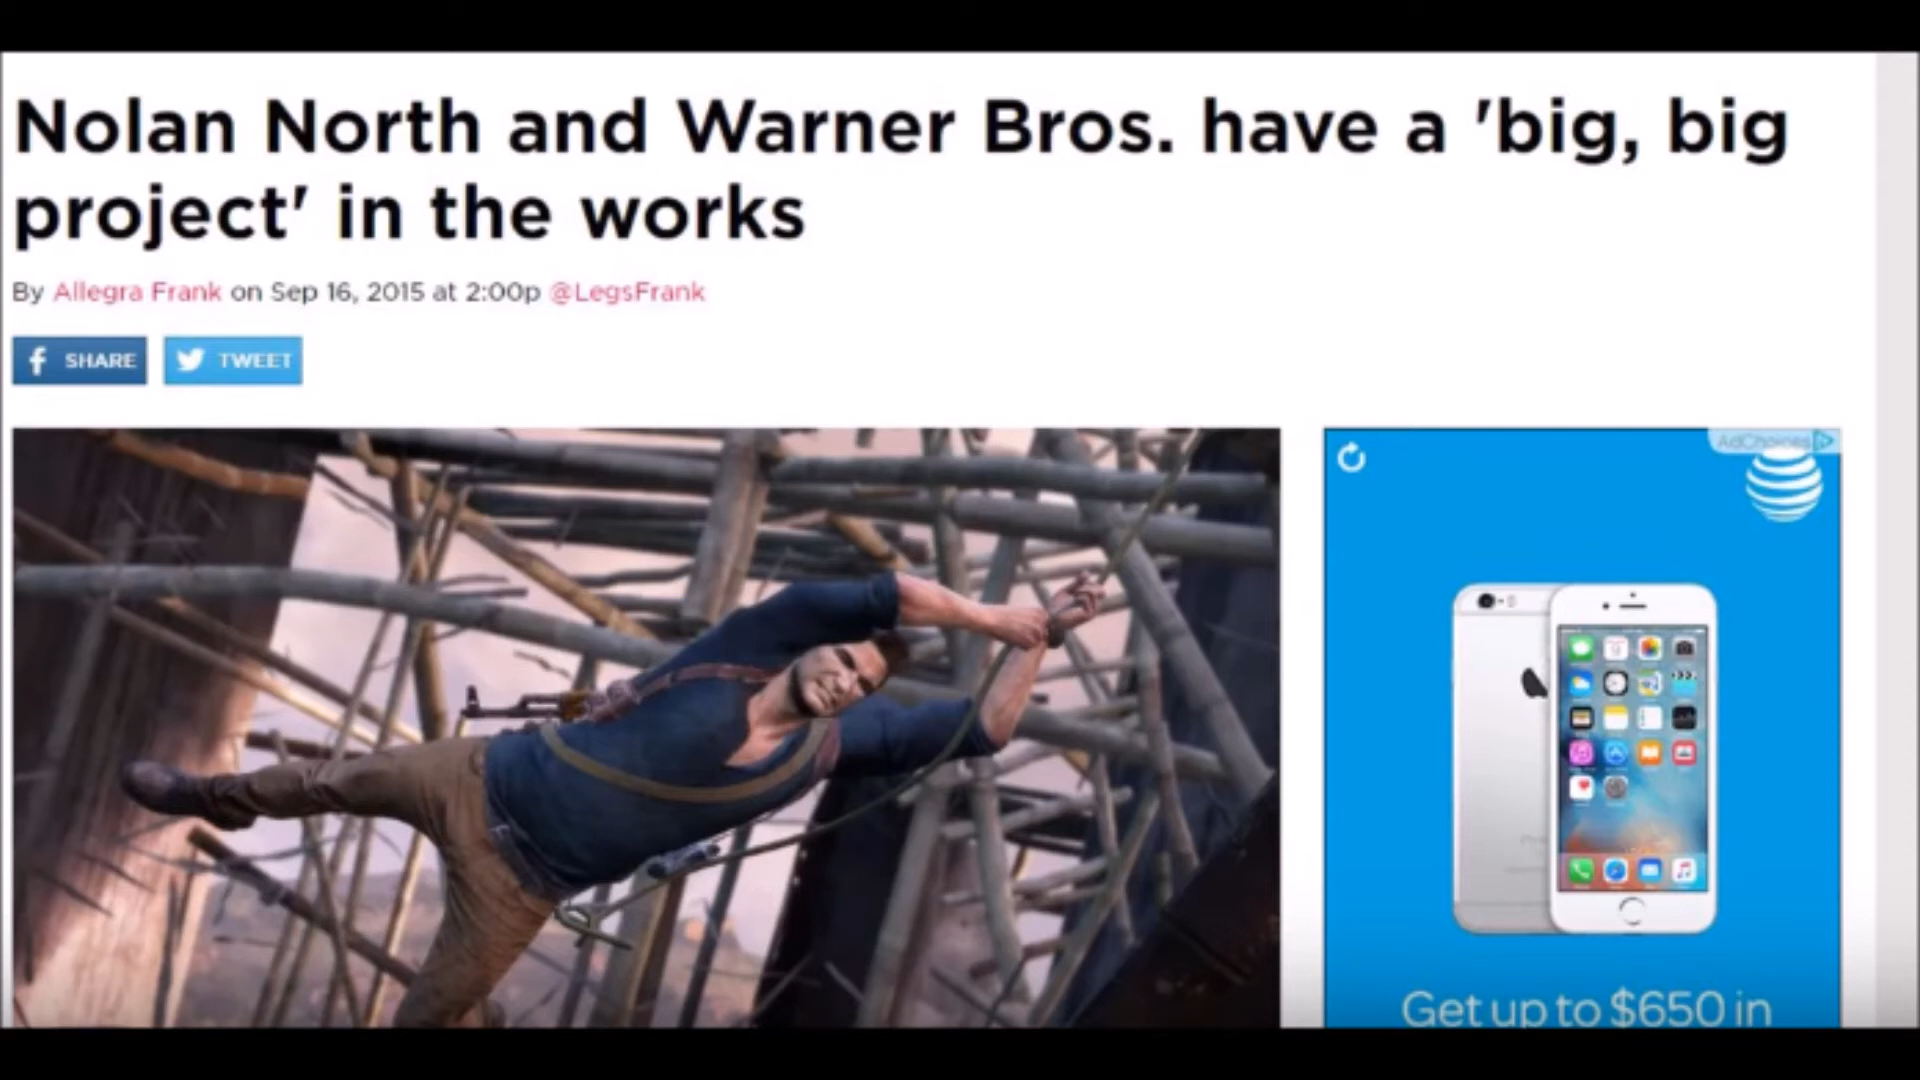 Nolan North and Warner Bros. have a 'big, big
project' in the works
By Allegra Frank on Sep 16, 2015 at 2:00p @LegsFrank
SHARE TWEET
AdChoices
Get up to $650 in